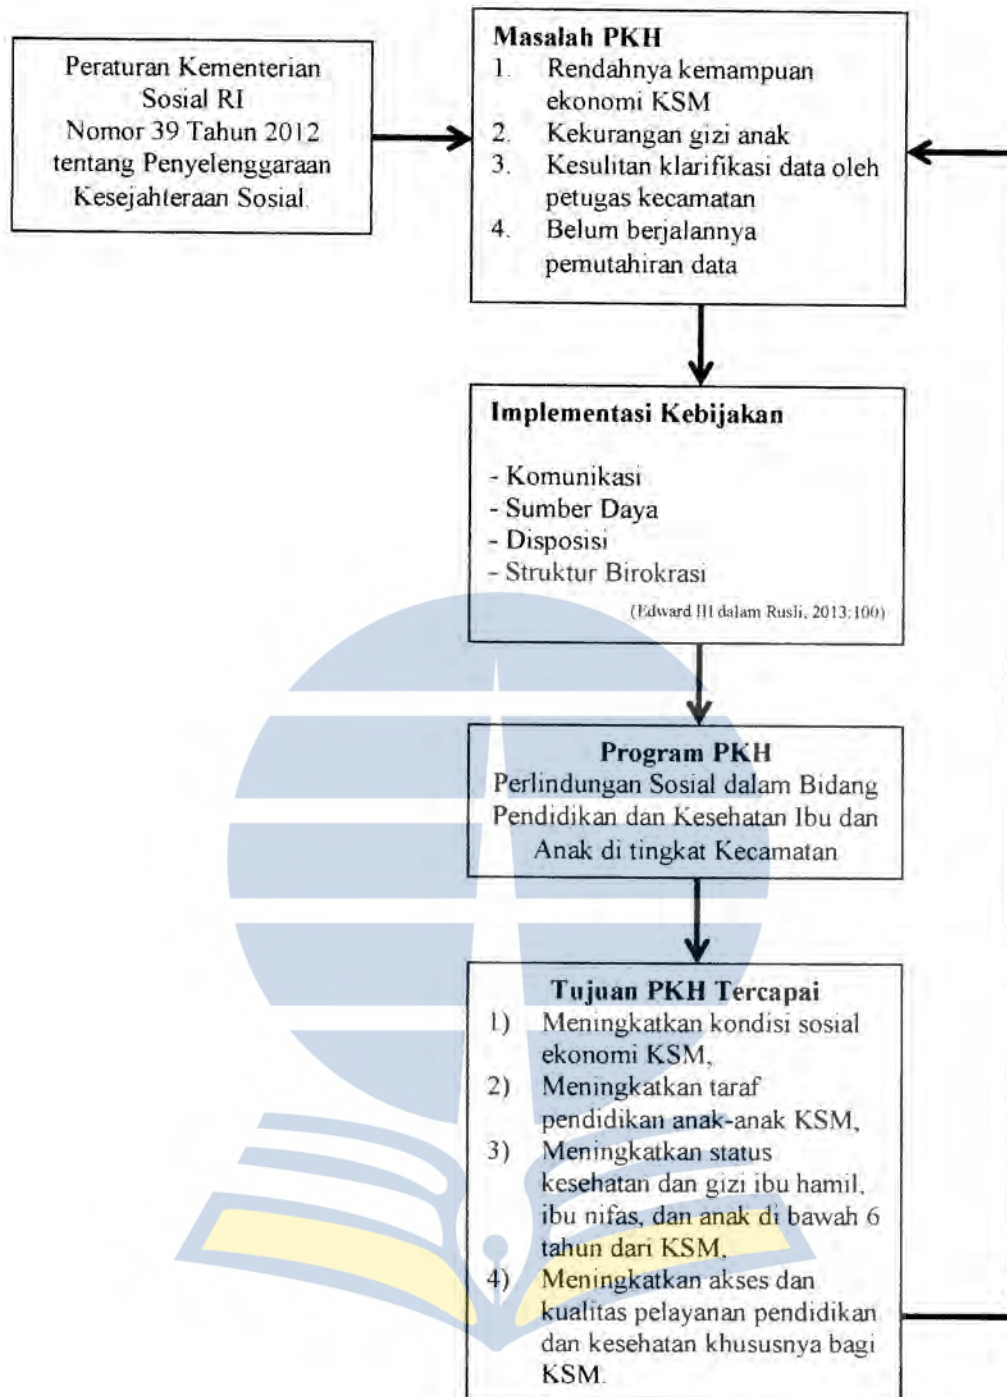 Peraturan Kementerian
Sosial RI
Nomor 39 Tahun 2012
tentang Penyelenggaraan
Kesejahteraan Sosial.
Masalah PKH
1. Rendahnya kemampuan
ekonomi KSM
2. Kekurangan gizi anak
3. Kesulitan klarifikasi data oleh
petugas kecamatan
4. Belum berjalannya
pemutahiran data
Implementasi Kebijakan
- Komunikasi
- Sumber Daya
- Disposisi
- Struktur Birokrasi
(Edward III dalam Rusli, 2013:100)
Program PKH
Perlindungan Sosial dalam Bidang
Pendidikan dan Kesehatan Ibu dan
Anak di tingkat Kecamatan
Tujuan PKH Tercapai
1) Meningkatkan kondisi sosial
ekonomi KSM,
2) Meningkatkan taraf
pendidikan anak-anak KSM,
3) Meningkatkan status
kesehatan dan gizi ibu hamil,
ibu nifas, dan anak di bawah 6
tahun dari KSM,
4) Meningkatkan akses dan
kualitas pelayanan pendidikan
dan kesehatan khususnya bagi
KSM.